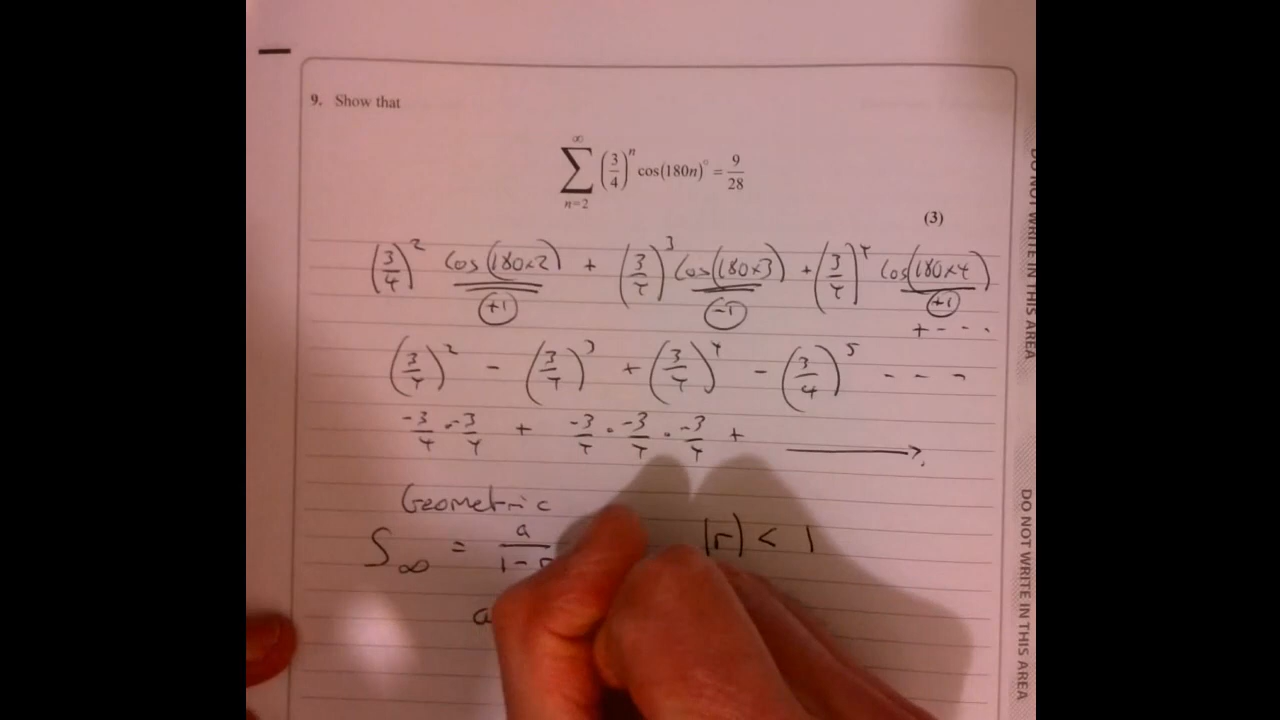 9. Show that
∞
∑ (3/4)^n cos(180n)° = 9/28
n=2
(3)
(3/4)^2 cos(180×2) + (3/4)^3 cos(180×3) + (3/4)^4 cos(180×4)
+1 -1 +1
+ - - .
(3/4)^2 - (3/4)^3 + (3/4)^4 - (3/4)^5 - - -
-3/4 . -3/4 + -3/4 . -3/4 . -3/4 + →
Geometric
S∞ = a/(1-r |r| < 1
a
DO NOT WRITE IN THIS AREA
DO NOT WRITE IN THIS AREA